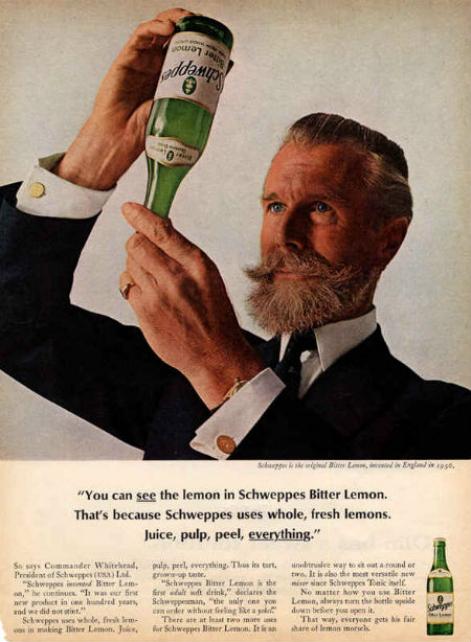 Schweppes
Bitter Lemon
Bitter Lemon
Schweppes is the original Bitter Lemon, invented in England in 1956.
"You can see the lemon in Schweppes Bitter Lemon.
That's because Schweppes uses whole, fresh lemons.
Juice, pulp, peel, everything."
So says Commander Whitehead,
President of Schweppes (USA) Ltd.
"Schweppes invented Bitter Lem-
on," he continues. "It was our first
new product in one hundred years,
and we did not stint."
Schweppes uses whole, fresh lem-
ons in making Bitter Lemon. Juice,
pulp, peel, everything. Thus its tart,
grown-up taste.
"Schweppes Bitter Lemon is the
first adult soft drink," declares the
Schweppesman, "the only one you
can order without feeling like a sissy."
There are at least two more uses
for Schweppes Bitter Lemon. It is an
unobtrusive way to sit out a round or
two. It is also the most versatile new
mixer since Schweppes Tonic itself.
No matter how you use Bitter
Lemon, always turn the bottle upside
down before you open it.
That way, everyone gets his fair
share of lemon morsels.
Schweppes
Bitter Lemon